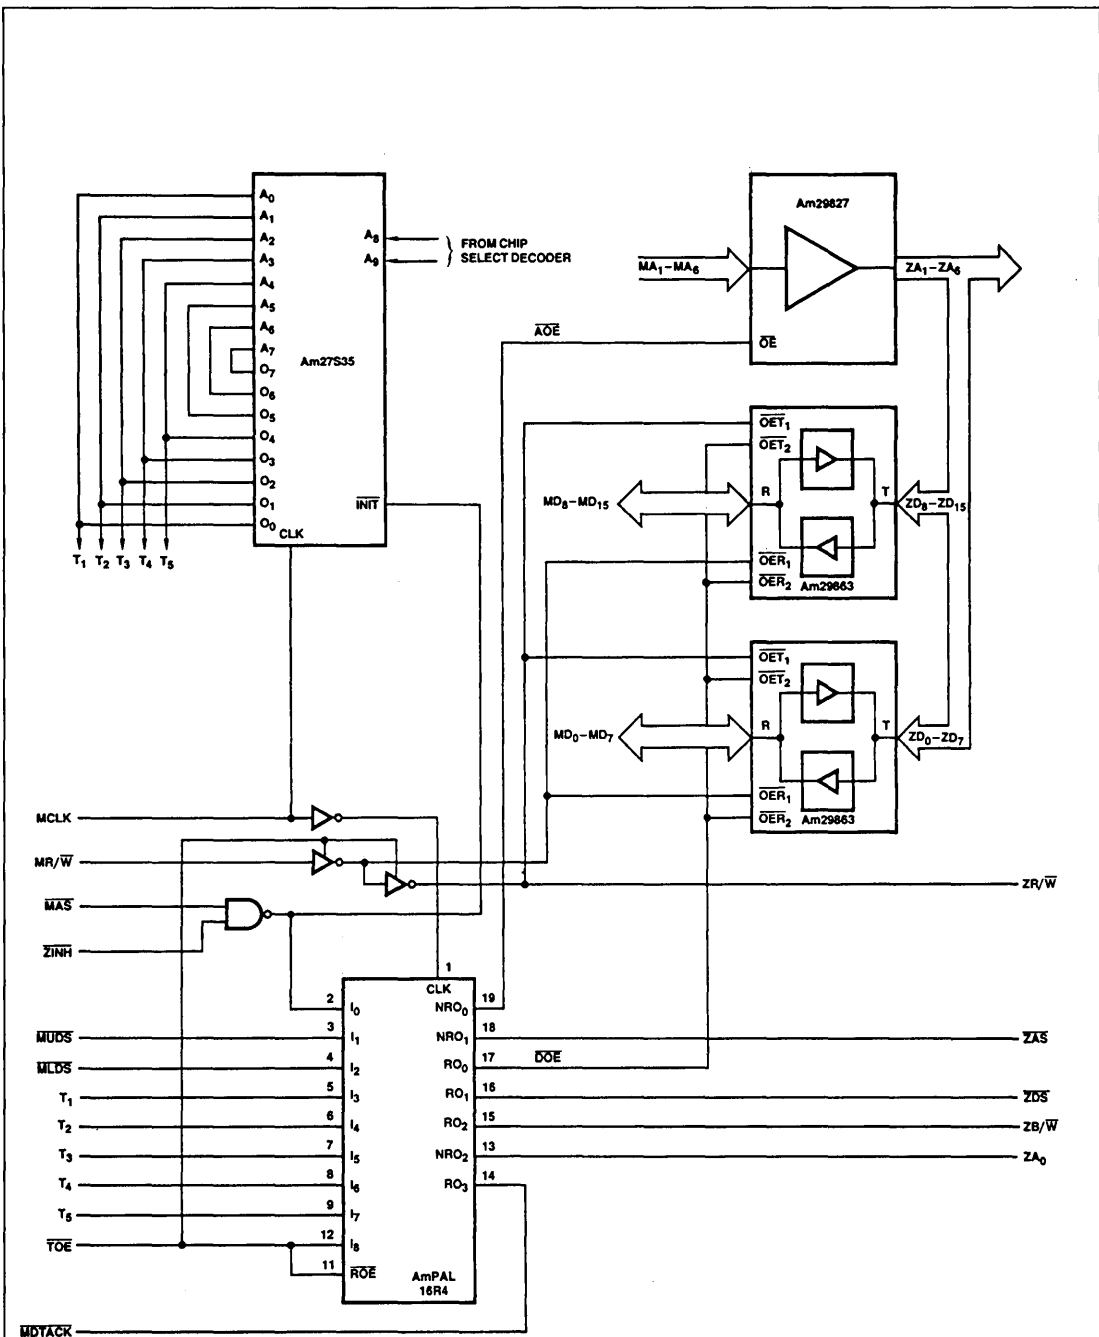 A0
A1
A2
A3
A4
A5
A6
A7
O7
O6
O5
O4
O3
O2
O1
O0
CLK
Am27S35
A8
A9
FROM CHIP
SELECT DECODER
INIT
T1 T2 T3 T4 T5
Am29827
MA1–MA6
ZA1–ZA6
AOE
OE
OET1
OET2
R
T
MD8–MD15
ZD8–ZD15
OER1
OER2
Am29863
OET1
OET2
R
T
MD0–MD7
ZD0–ZD7
OER1
OER2
Am29863
MCLK
MR/W
ZR/W
MAS
ZINH
1
CLK
2 I0
NRO0 19
MUDS 3 I1
NRO1 18 ZAS
MLDS 4 I2
RO0 17 DOE
T1 5 I3
RO1 16 ZDS
T2 6 I4
RO2 15 ZB/W
T3 7 I5
NRO2 13 ZA0
T4 8 I6
RO3 14
T5 9 I7
TOE 12 I8
11 ROE
AmPAL
16R4
MDTACK